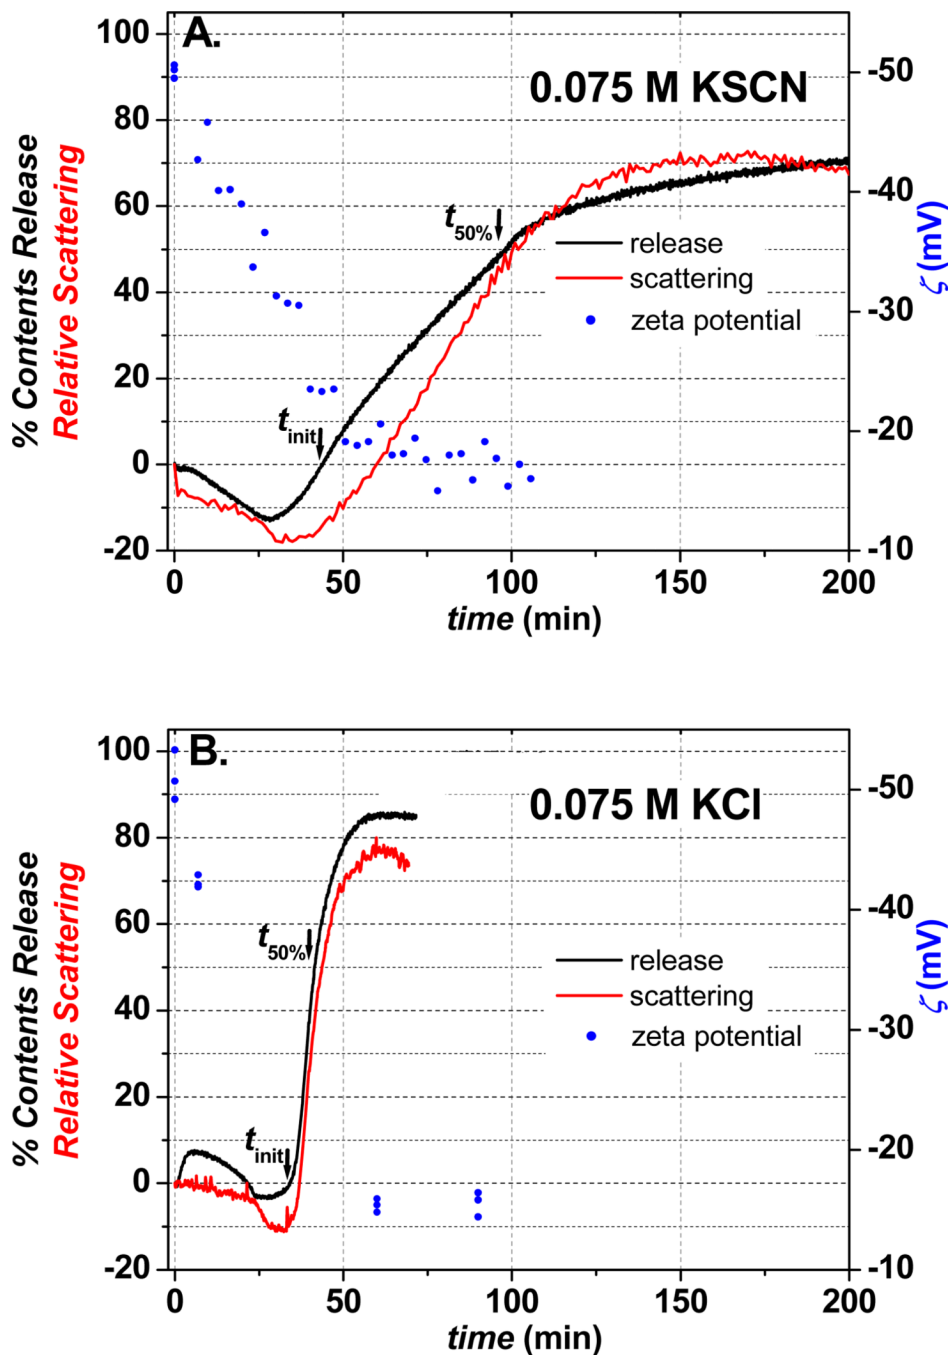 A.
0.075 M KSCN
% Contents Release
Relative Scattering
100
80
60
40
20
0
-20
-50
-40
-30
-20
-10
ζ (mV)
t50%
tinit
release
scattering
zeta potential
0 50 100 150 200
time (min)
B.
0.075 M KCl
% Contents Release
Relative Scattering
100
80
60
40
20
0
-20
-50
-40
-30
-20
-10
ζ (mV)
t50%
tinit
release
scattering
zeta potential
0 50 100 150 200
time (min)